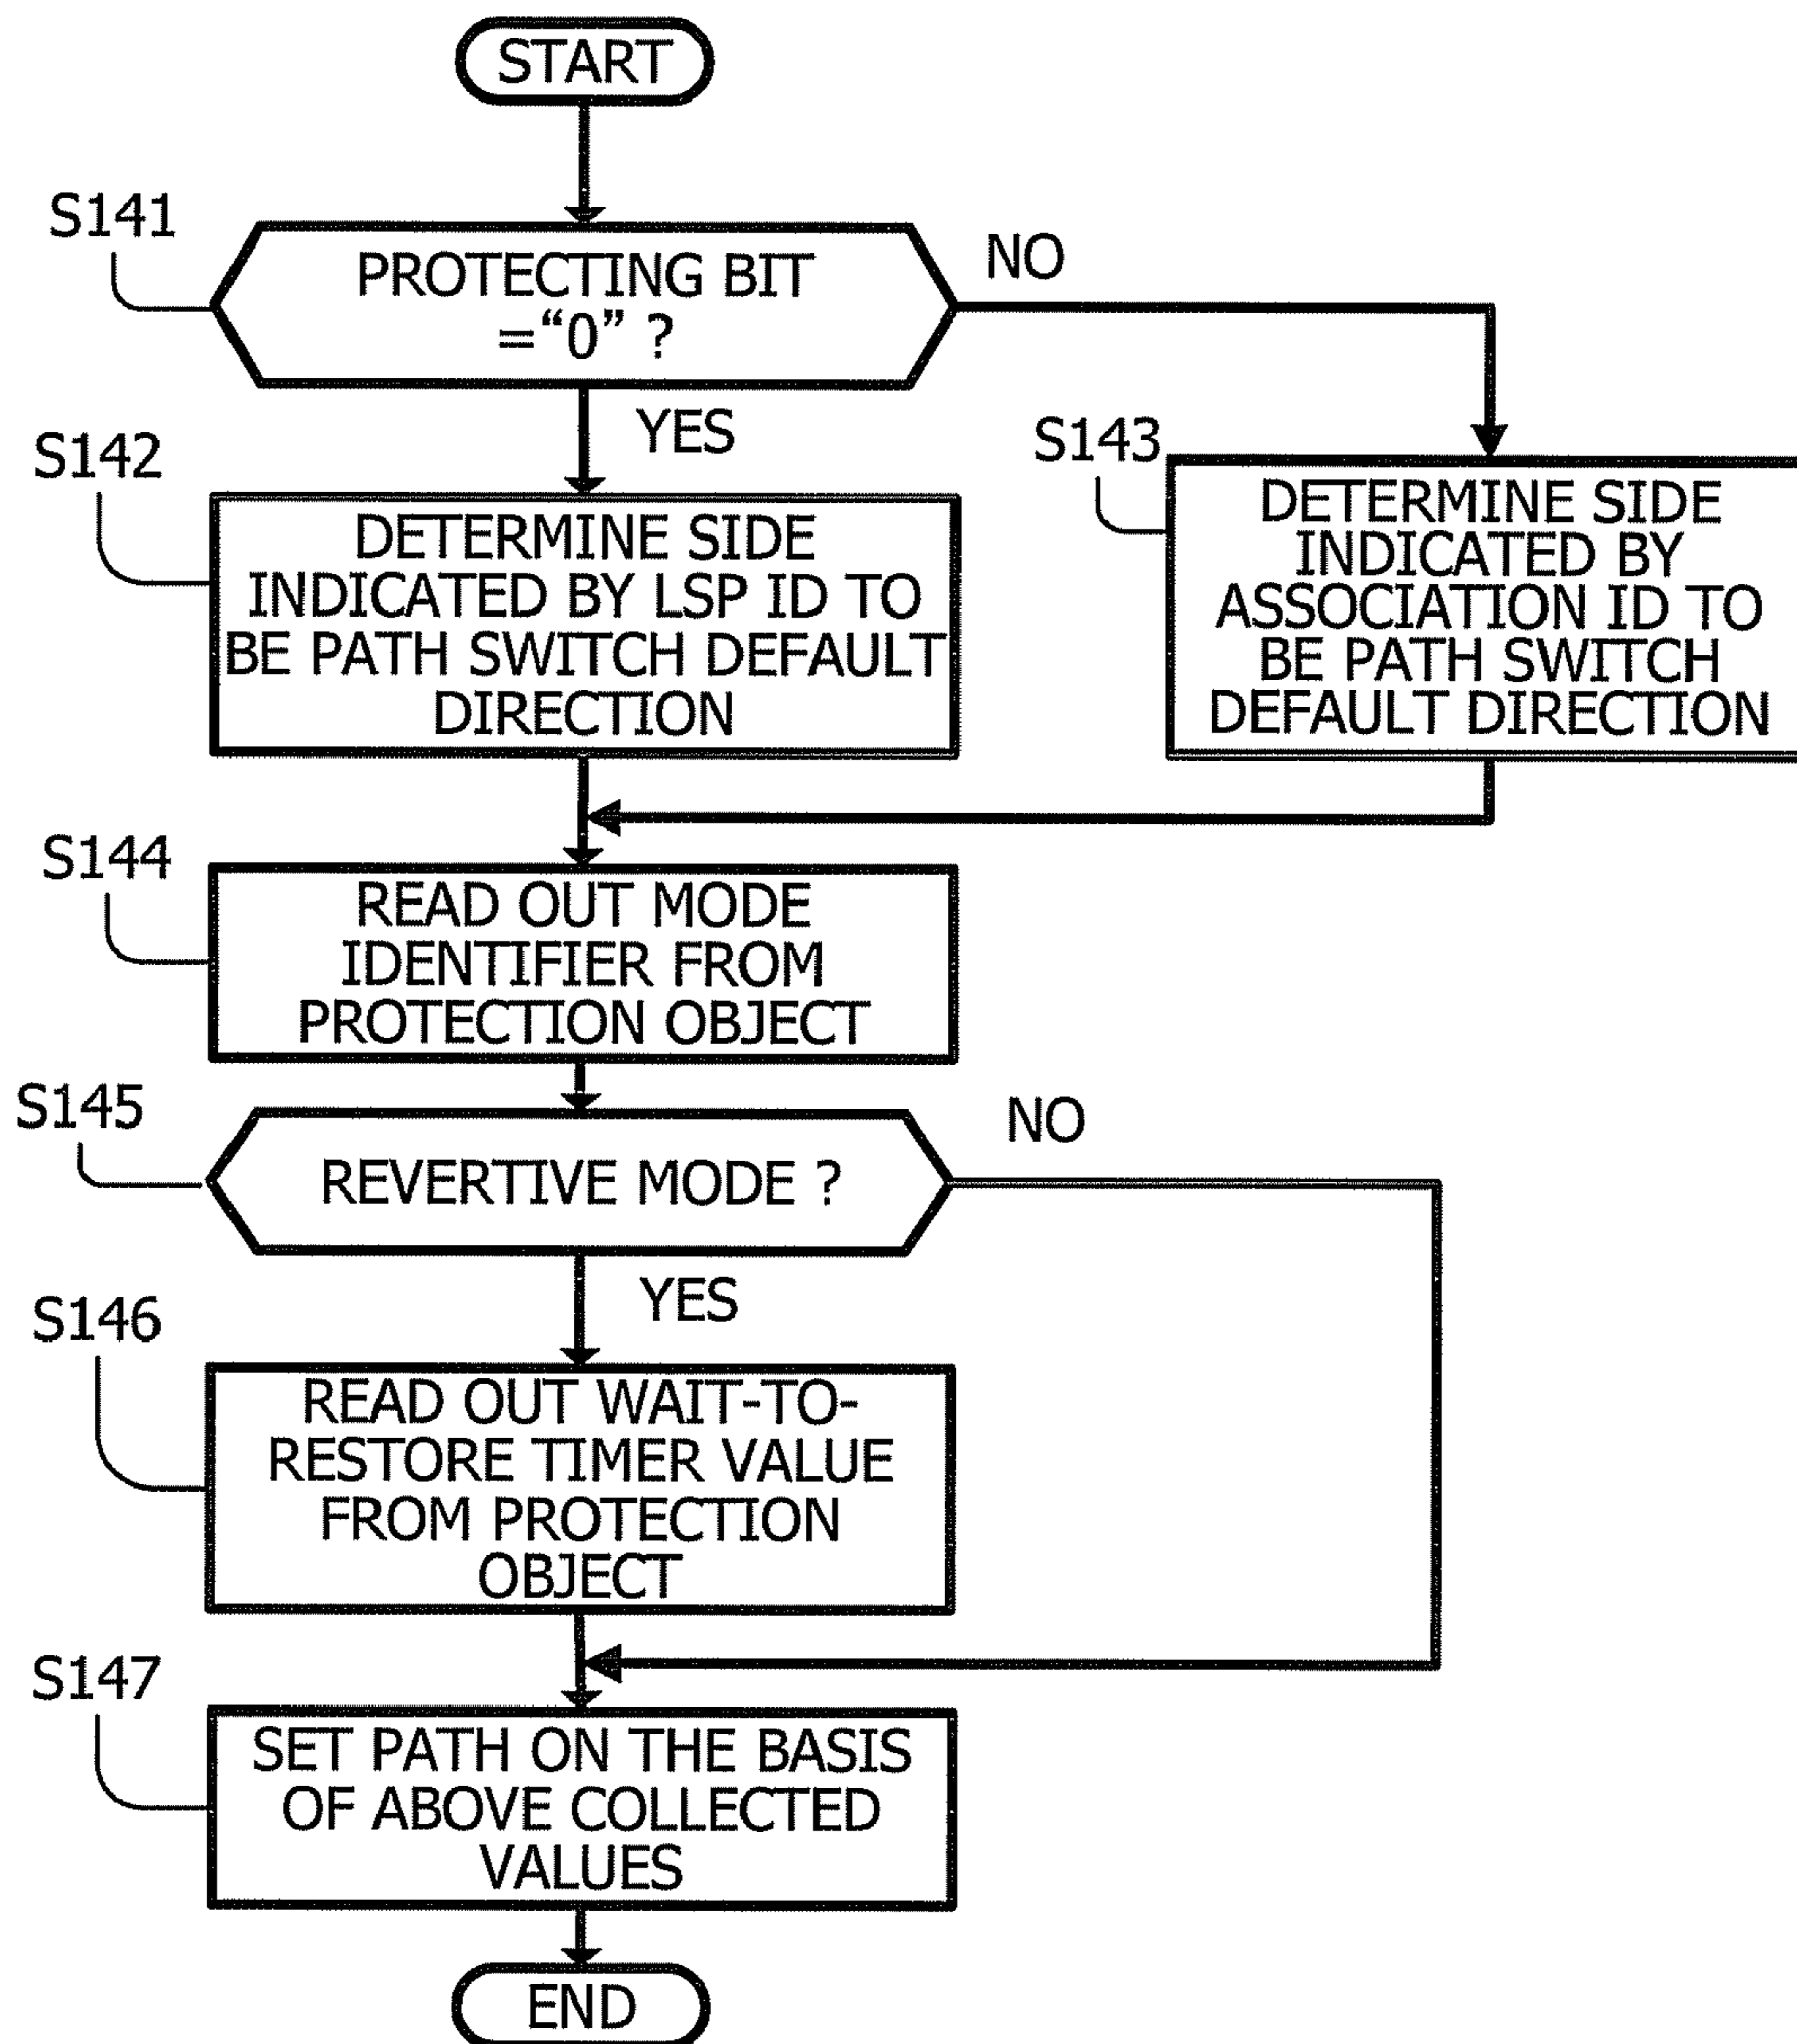 START
S141
PROTECTING BIT
="0" ?
NO
YES
S142
DETERMINE SIDE
INDICATED BY LSP ID TO
BE PATH SWITCH DEFAULT
DIRECTION
S143
DETERMINE SIDE
INDICATED BY
ASSOCIATION ID TO
BE PATH SWITCH
DEFAULT DIRECTION
S144
READ OUT MODE
IDENTIFIER FROM
PROTECTION OBJECT
S145
REVERTIVE MODE ?
NO
YES
S146
READ OUT WAIT-TO-
RESTORE TIMER VALUE
FROM PROTECTION
OBJECT
S147
SET PATH ON THE BASIS
OF ABOVE COLLECTED
VALUES
END